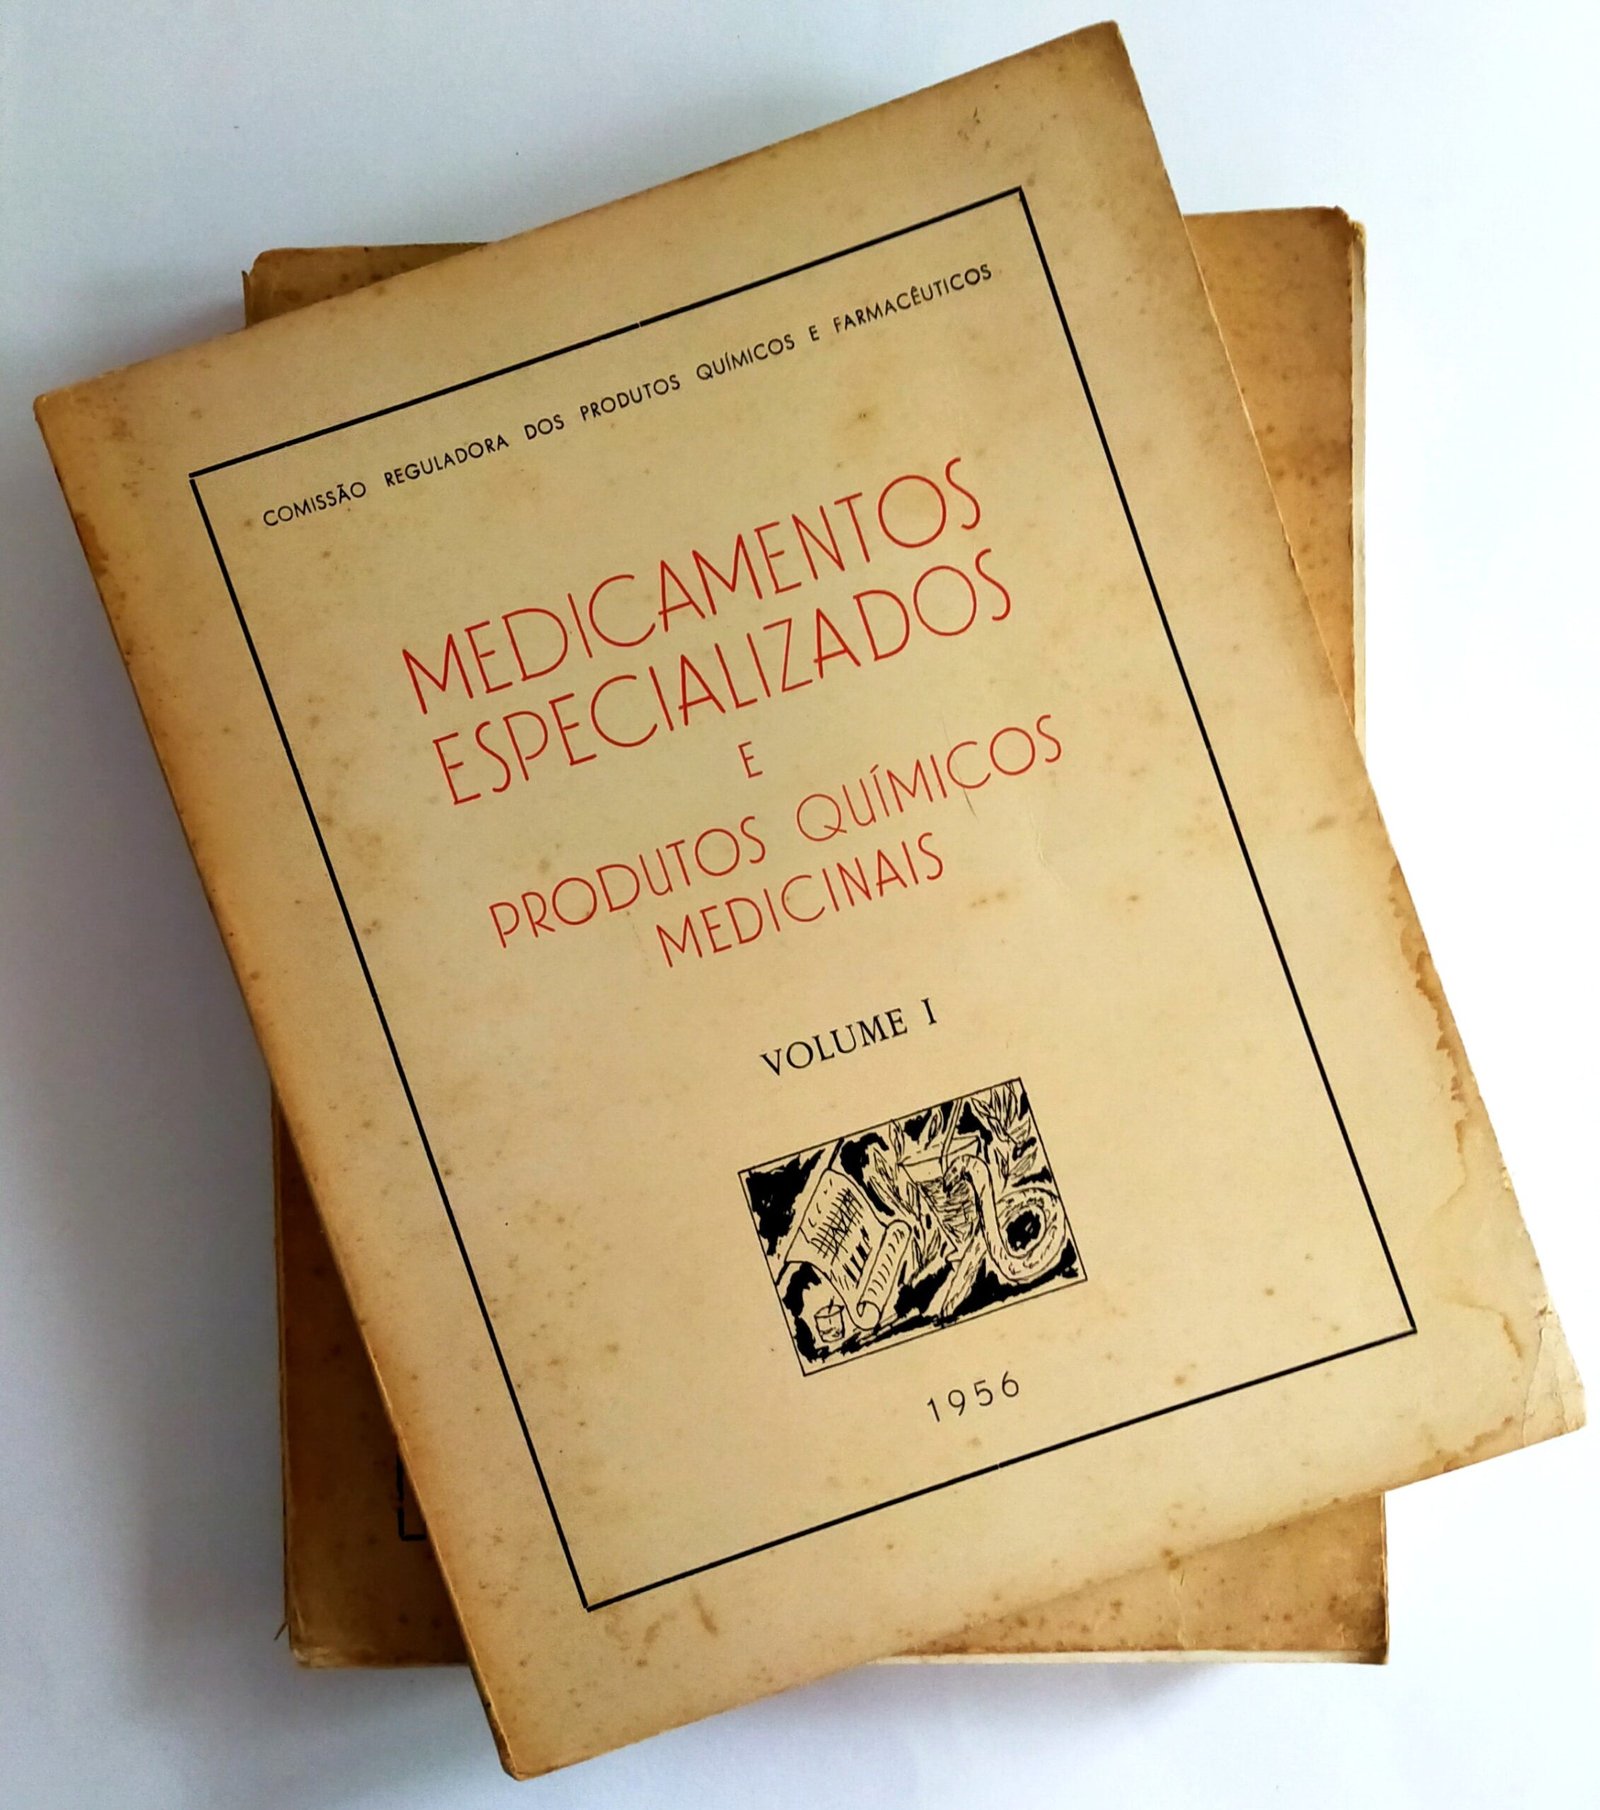 COMISSÃO REGULADORA DOS PRODUTOS QUÍMICOS E FARMACÊUTICOS
MEDICAMENTOS
ESPECIALIZADOS
E
PRODUTOS QUÍMICOS
MEDICINAIS
VOLUME I
1956